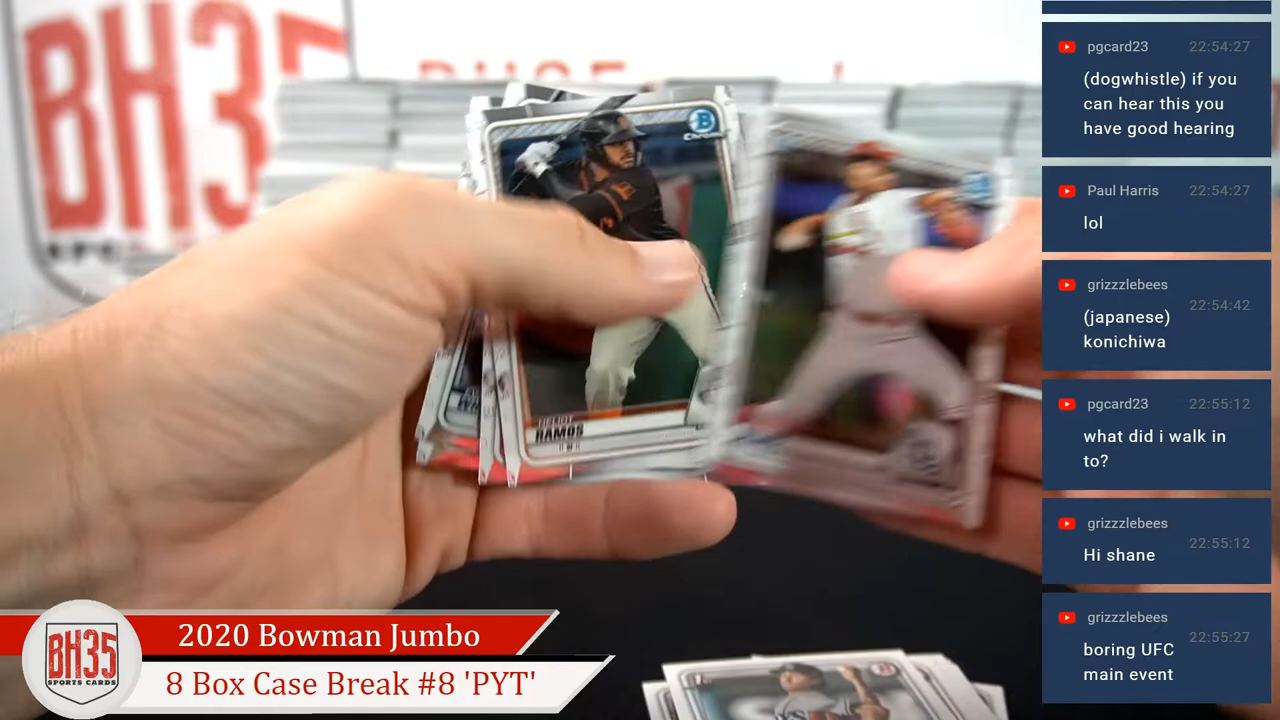 BH35
SPORTS CARDS
B
Chrome
RAMOS
2020 Bowman Jumbo
8 Box Case Break #8 'PYT'
BH35
SPORTS CARDS
pgcard23 22:54:27
(dogwhistle) if you
can hear this you
have good hearing
Paul Harris 22:54:27
lol
grizzzlebees
22:54:42
(japanese)
konichiwa
pgcard23 22:55:12
what did i walk in
to?
grizzzlebees
22:55:12
Hi shane
grizzzlebees
22:55:27
boring UFC
main event